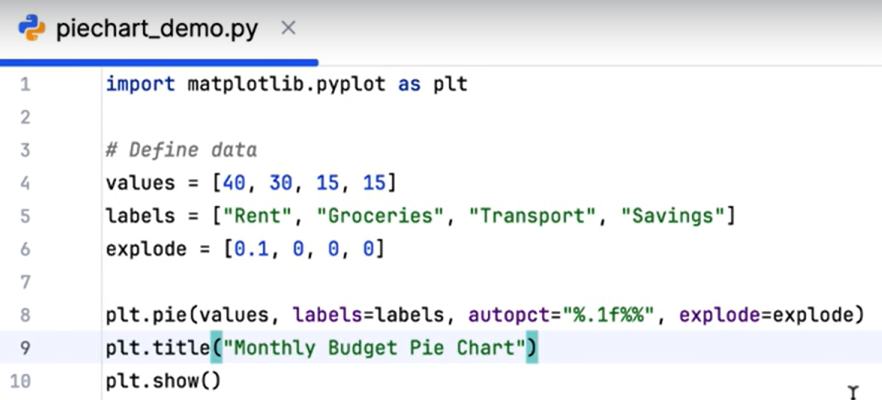 piechart_demo.py ×
1 import matplotlib.pyplot as plt
2
3 # Define data
4 values = [40, 30, 15, 15]
5 labels = ["Rent", "Groceries", "Transport", "Savings"]
6 explode = [0.1, 0, 0, 0]
7
8 plt.pie(values, labels=labels, autopct="%.1f%%", explode=explode)
9 plt.title("Monthly Budget Pie Chart")
10 plt.show()